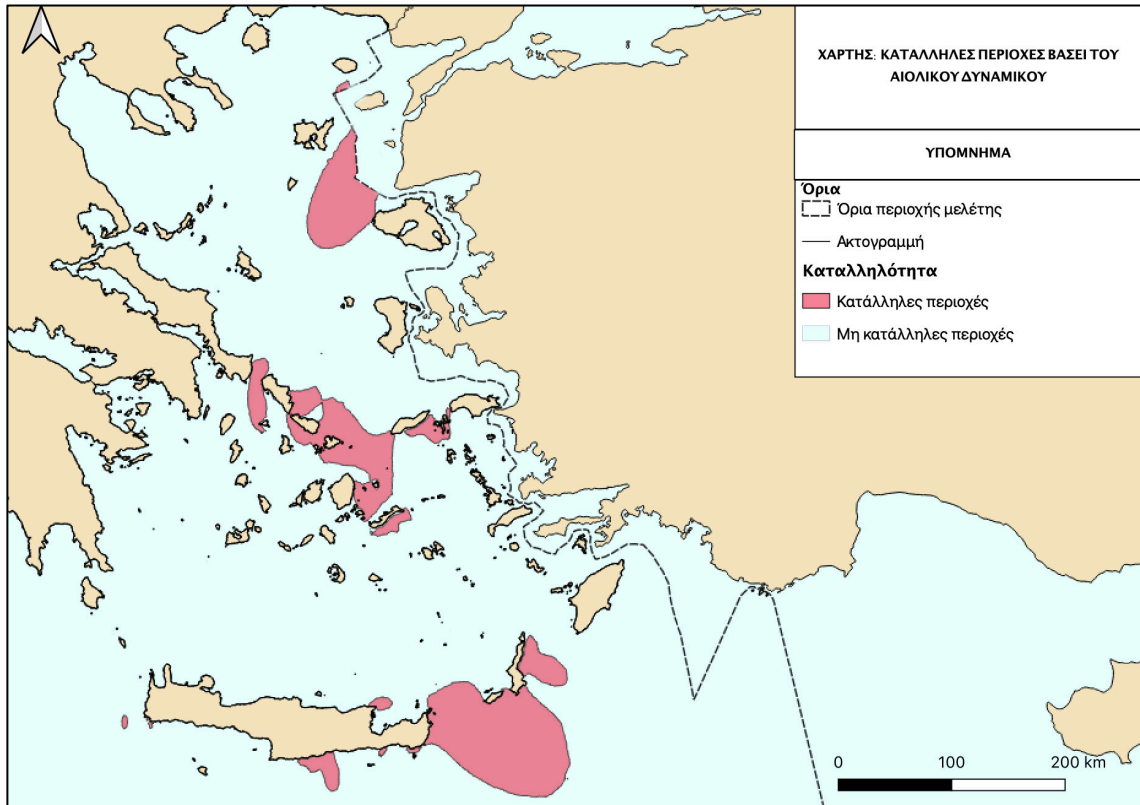 ΧΑΡΤΗΣ: ΚΑΤΑΛΛΗΛΕΣ ΠΕΡΙΟΧΕΣ ΒΑΣΕΙ ΤΟΥ
ΑΙΟΛΙΚΟΥ ΔΥΝΑΜΙΚΟΥ
ΥΠΟΜΝΗΜΑ
Όρια
Όρια περιοχής μελέτης
Ακτογραμμή
Καταλληλότητα
Κατάλληλες περιοχές
Μη κατάλληλες περιοχές
0 100 200 km